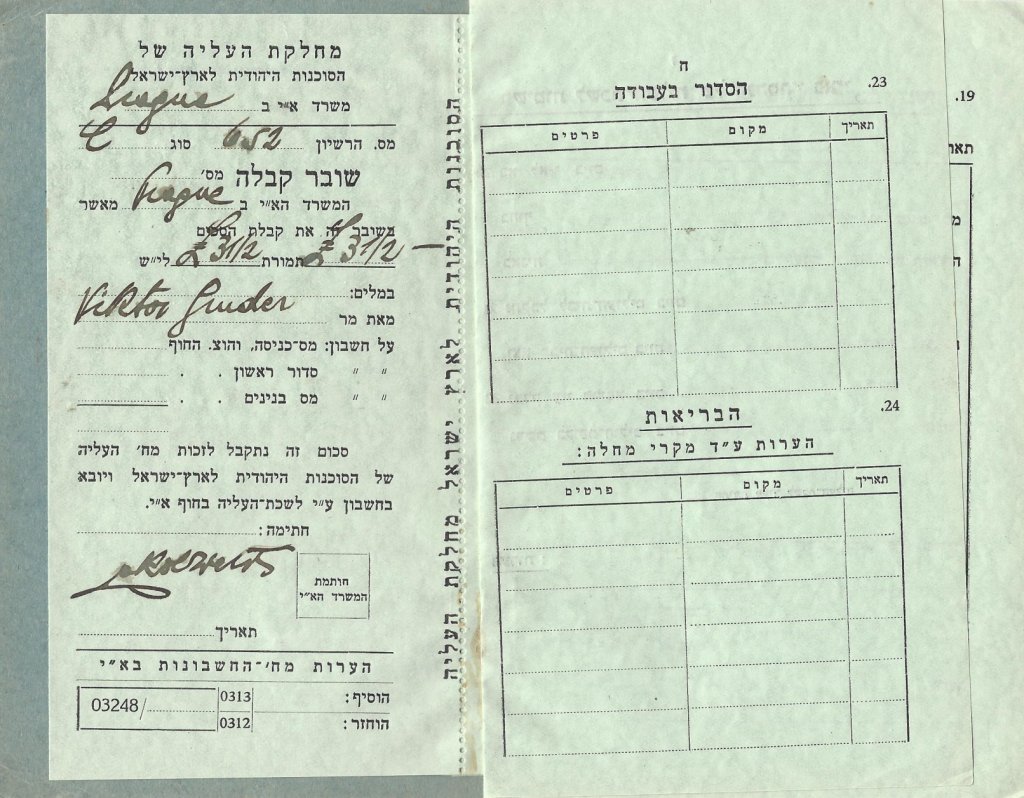 מחלקת העליה של
הסוכנות היהודית לארץ־ישראל
משרד א״י ב Prague
מס. הרשיון 652 סוג C
שובר קבלה מס׳
המשרד הא״י ב Prague מאשר
בשובר זה את קבלת הסכום
£ 31/2 תמורת £ 31/2 לי״ש
במלים:
מאת מר Viktor
על חשבון: מס־כניסה, והוצ. החוף
״ ״ סדור ראשון . .
״ ״ מס בנינים . .
סכום זה נתקבל לזכות מח׳ העליה
של הסוכנות היהודית לארץ־ישראל ויובא
בחשבון ע״י לשכת־העליה בחוף א״י.
חתימה:
חותמת
המשרד הא״י
תאריך
הערות מח׳־החשבונות בא״י
הוסיף: 0313
הוחזר: 0312
03248/
הסוכנות היהודית לארץ ישראל מחלקת העליה
ח
23. הסדור בעבודה
תאריך מקום פרטים
24. הבריאות
הערות ע״ד מקרי מחלה:
תאריך מקום פרטים
19.